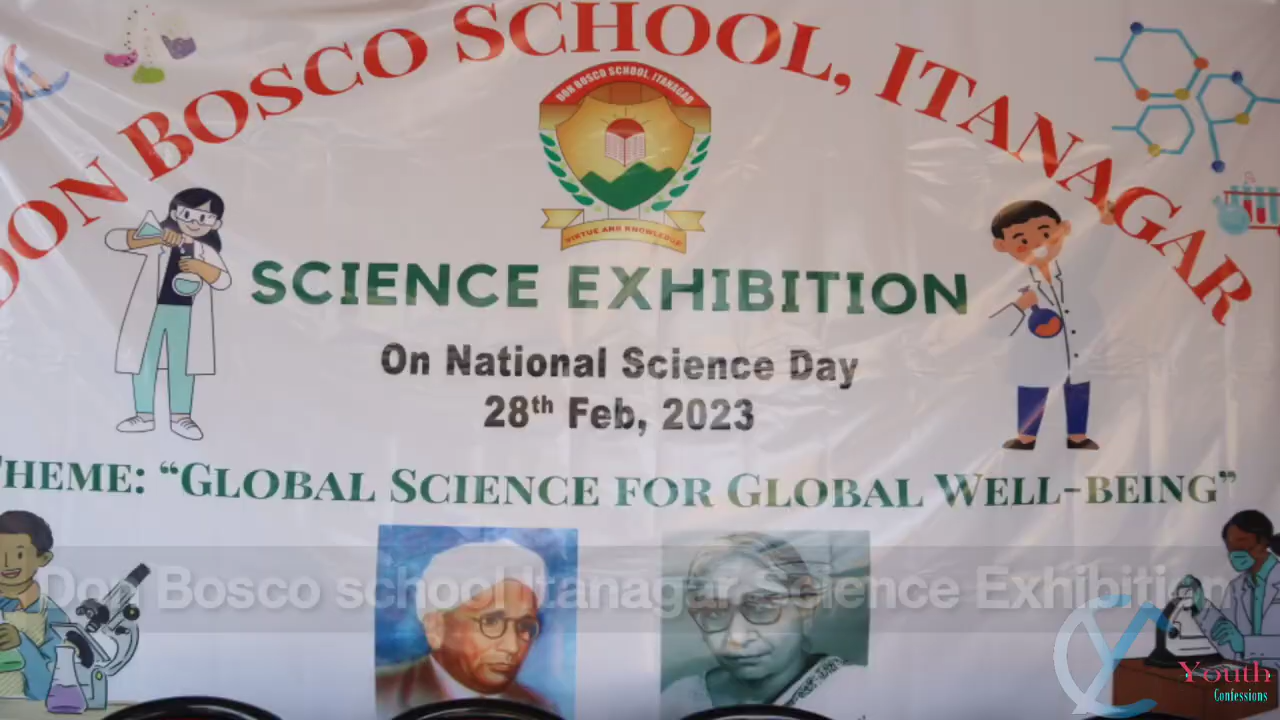 DON BOSCO SCHOOL, ITANAGAR
DON BOSCO SCHOOL, ITANAGAR
VIRTUE AND KNOWLEDGE
SCIENCE EXHIBITION
On National Science Day
28th Feb, 2023
THEME: “GLOBAL SCIENCE FOR GLOBAL WELL-BEING”
Don Bosco school Itanagar Science Exhibition
Youth
Confessions